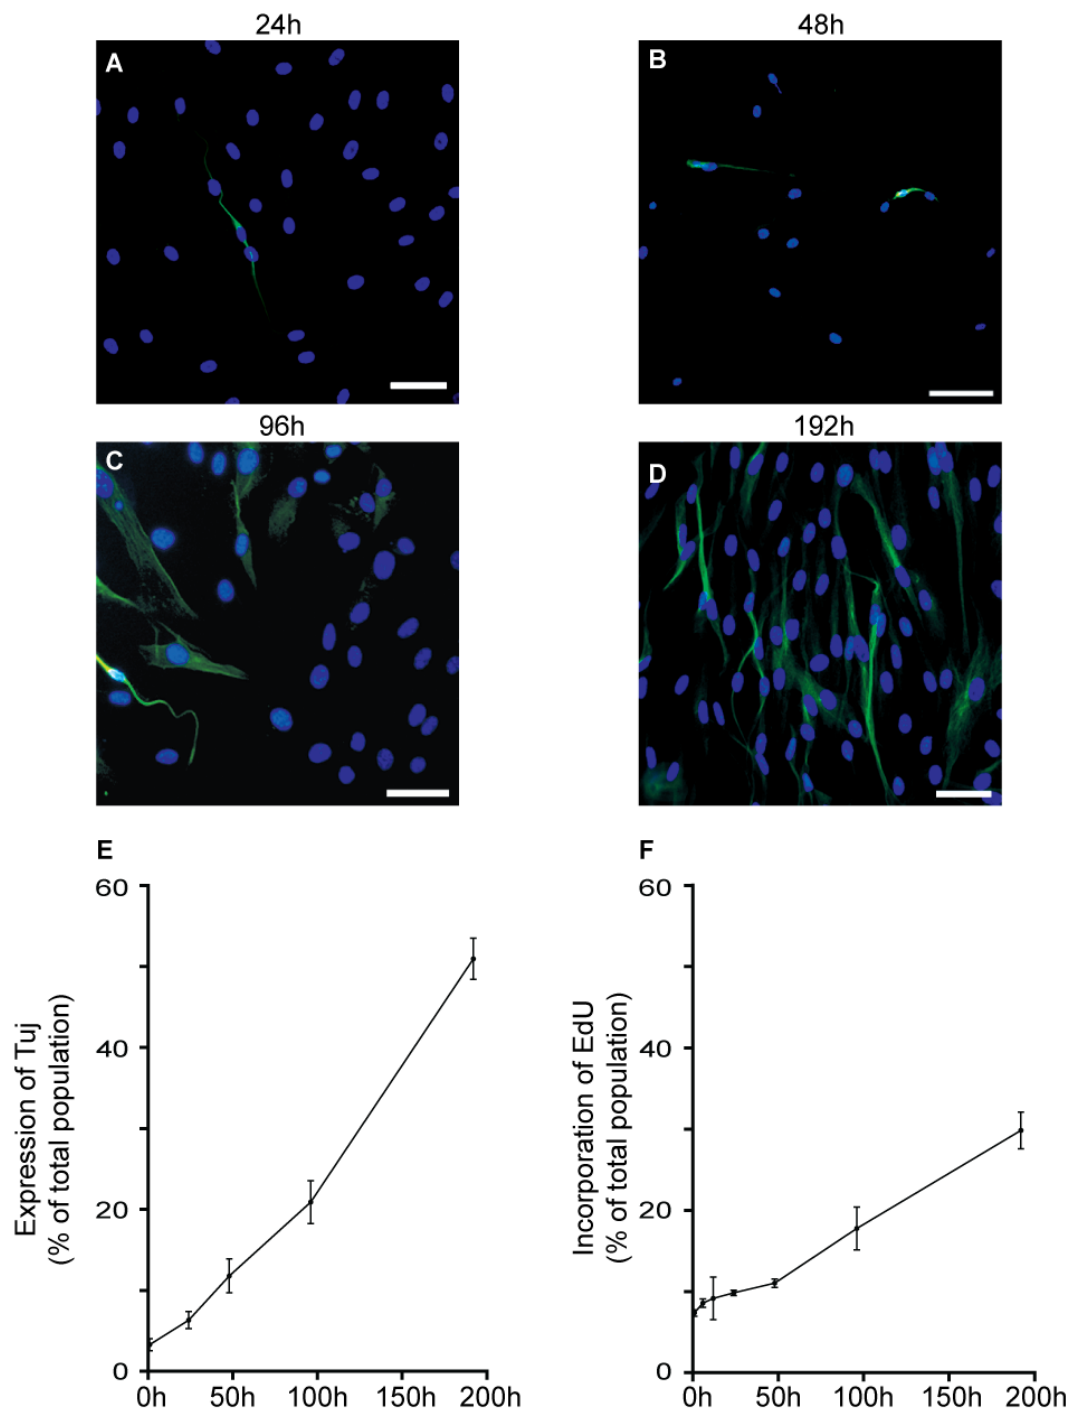 24h
48h
A
B
96h
192h
C
D
E
F
60
40
20
0
Expression of Tuj
(% of total population)
0h
50h
100h
150h
200h
60
40
20
0
Incorporation of EdU
(% of total population)
0h
50h
100h
150h
200h